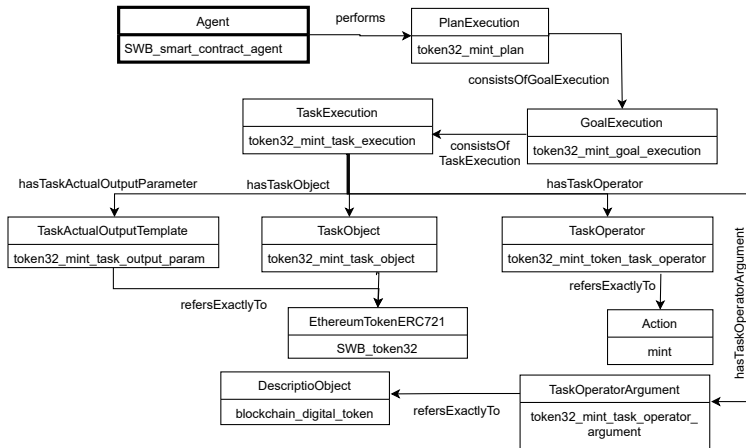 Agent
SWB_smart_contract_agent
performs
PlanExecution
token32_mint_plan
consistsOfGoalExecution
TaskExecution
token32_mint_task_execution
consistsOf
TaskExecution
GoalExecution
token32_mint_goal_execution
hasTaskActualOutputParameter
hasTaskObject
hasTaskOperator
hasTaskOperatorArgument
TaskActualOutputTemplate
token32_mint_task_output_param
TaskObject
token32_mint_task_object
TaskOperator
token32_mint_token_task_operator
refersExactlyTo
refersExactlyTo
EthereumTokenERC721
SWB_token32
Action
mint
DescriptioObject
blockchain_digital_token
refersExactlyTo
TaskOperatorArgument
token32_mint_task_operator_
argument